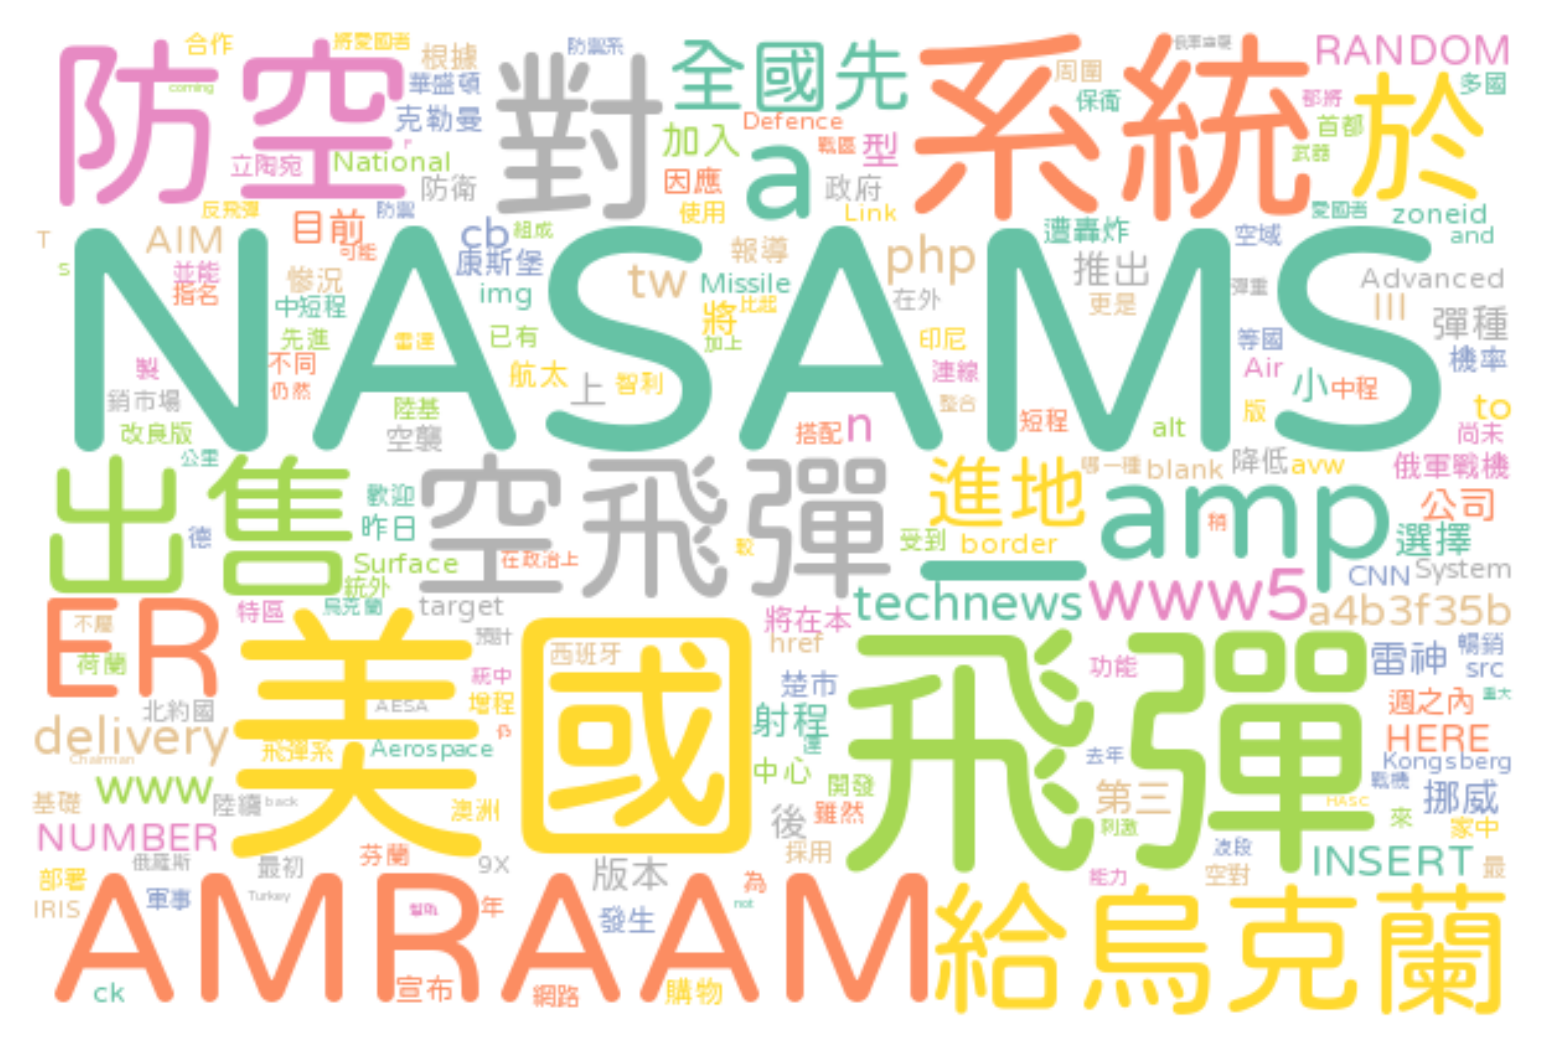 合作
將愛國者
根據
防禦系
全國先
RANDOM
防空
對
系統
於
華盛頓
周圍
多國
coming
克勒曼
保衛
部將
首都
Defence
加入
a
戰區
型
武器
立陶宛
National
防衛
因應
政府
反飛彈
目前
防禦
使用
Link
愛國者
zoneid
T
AIM
可能
cb
組成
報導
遭轟炸
空域
and
s
並能
指名
慘況
康斯堡
tw
php
推出
NASAMS
中短程
img
Missile
在外
更是
彈重
Advanced
III
將
比起
先進
雷達
已有
加上
印尼
等國
彈種
製
不同
仍然
航太
上
智利
連線
Air
小
中程
機率
銷市場
陸基
整合
版
to
改良版
空襲
搭配
n
短程
alt
尚未
公里
哪一種
blank
降低
avw
俄軍戰機
出售
歡迎
空飛彈
進地
amp
公司
德
昨日
較
受到
border
稍
選擇
Surface
在政治上
CNN
System
統外
ER
特區
烏克蘭
target
將在本
technews
www5
a4b3f35b
不屬
預計
href
荷蘭
美國
西班牙
飛彈
功能
雷神
暢銷
src
統中
楚市
北約國
AESA
增程
射程
週之內
重大
delivery
仍
達
HERE
Chairman
飛彈系
Aerospace
中心
去年
Kongsberg
www
開發
第三
戰機
挪威
基礎
陸續
back
澳洲
後
雖然
HASC
來
NUMBER
刺激
家中
俄羅斯
最初
芬蘭
9X
版本
採用
波段
INSERT
最
部署
能力
空對
IRIS
軍事
Turkey
AMRAAM
年
發生
為
not
給烏克蘭
ck
宣布
網路
購物